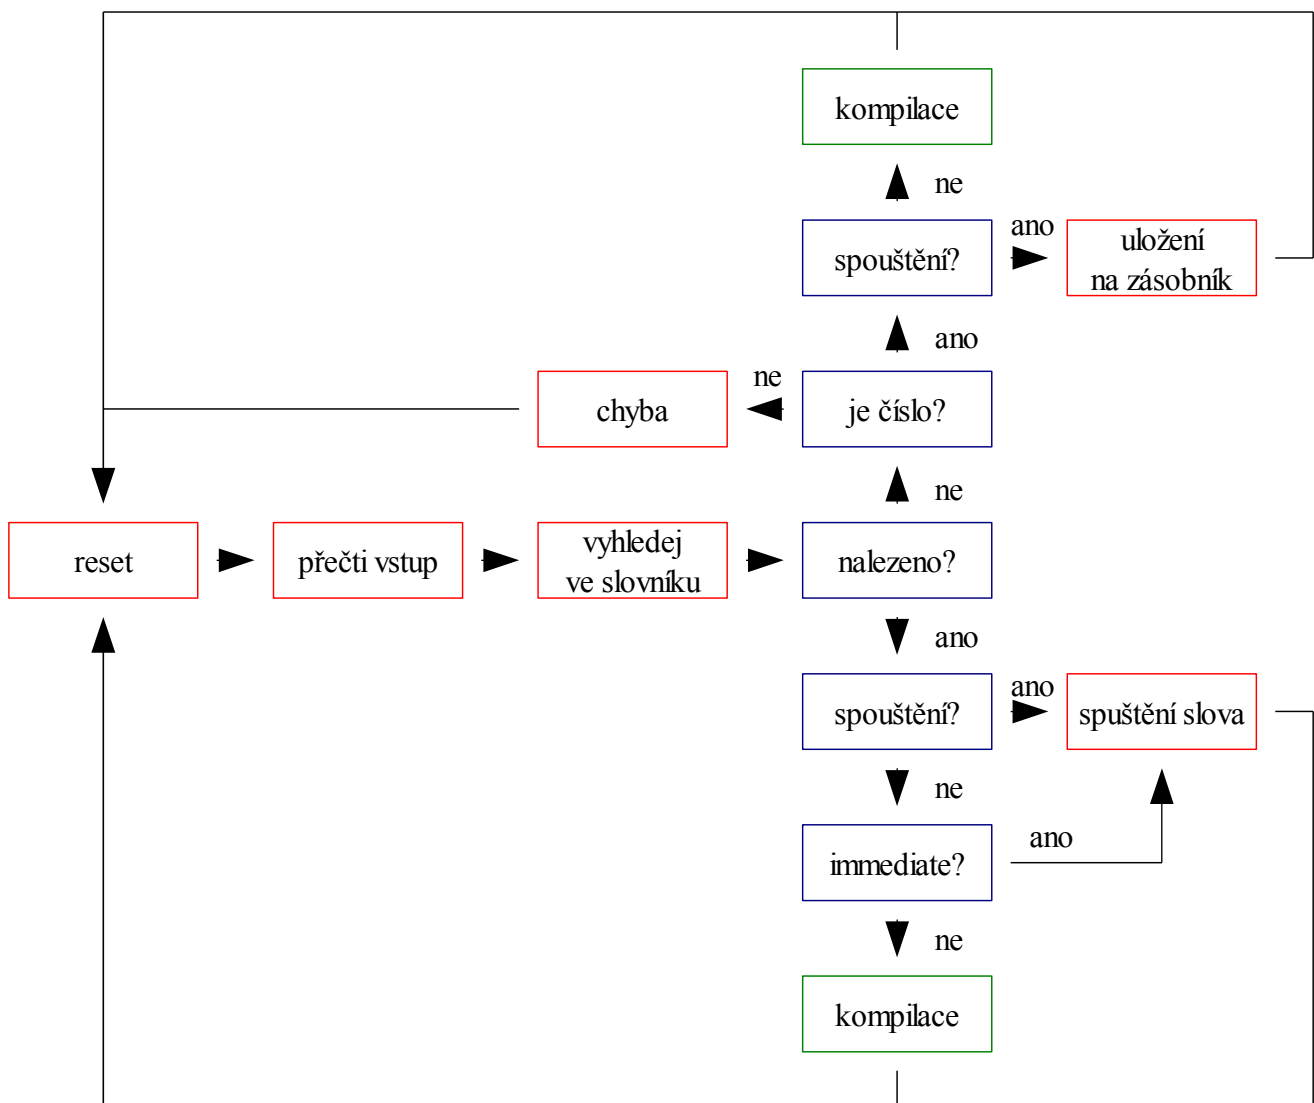 kompilace
ne
ano
spouštění?
uložení
na zásobník
ano
ne
chyba
je číslo?
ne
reset
přečti vstup
vyhledej
ve slovníku
nalezeno?
ano
ano
spouštění?
spuštění slova
ne
ano
immediate?
ne
kompilace